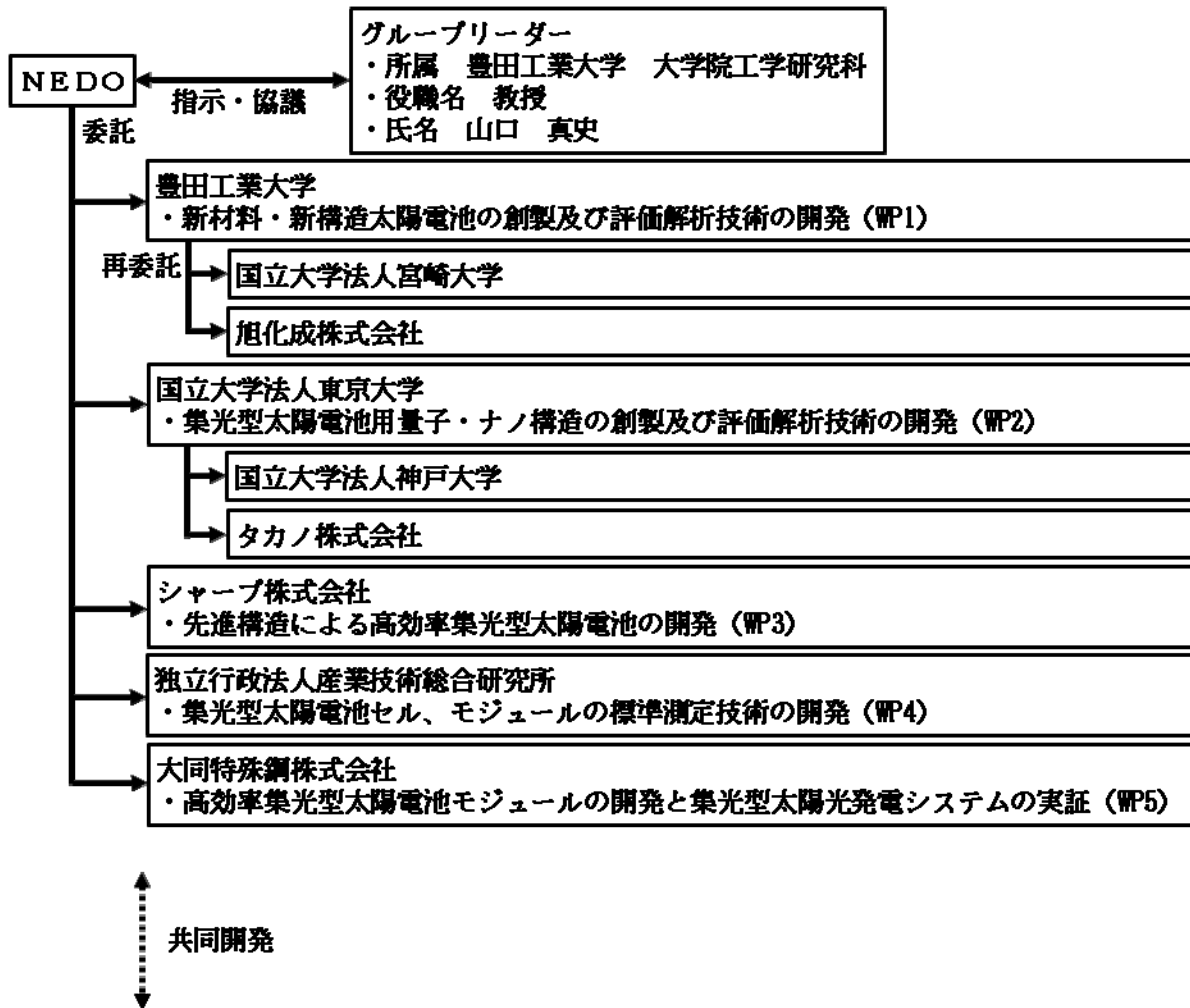 グループリーダー
・所属　豊田工業大学　大学院工学研究科
・役職名　教授
・氏名　山口　真史
NEDO
指示・協議
委託
豊田工業大学
・新材料・新構造太陽電池の創製及び評価解析技術の開発（WP1）
再委託
国立大学法人宮崎大学
旭化成株式会社
国立大学法人東京大学
・集光型太陽電池用量子・ナノ構造の創製及び評価解析技術の開発（WP2）
国立大学法人神戸大学
タカノ株式会社
シャープ株式会社
・先進構造による高効率集光型太陽電池の開発（WP3）
独立行政法人産業技術総合研究所
・集光型太陽電池セル、モジュールの標準測定技術の開発（WP4）
大同特殊鋼株式会社
・高効率集光型太陽電池モジュールの開発と集光型太陽光発電システムの実証（WP5）
共同開発